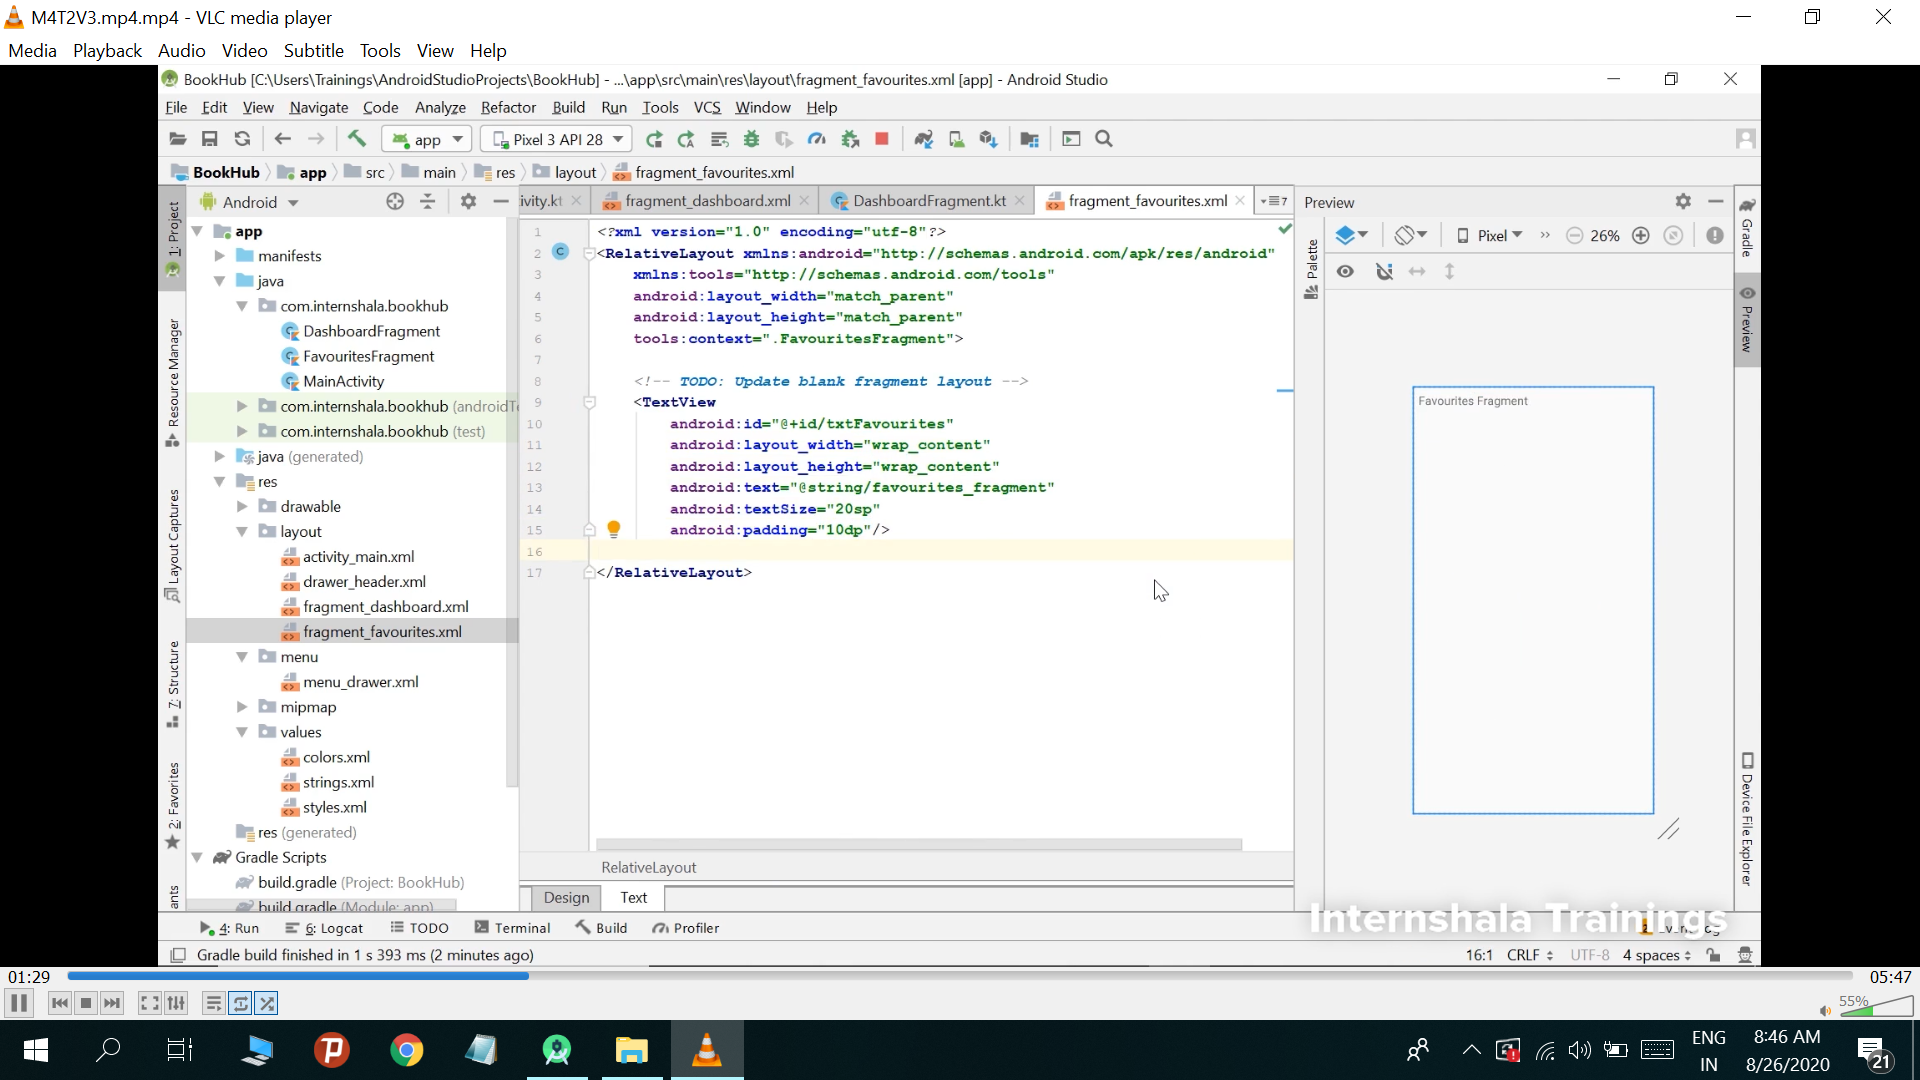 M4T2V3.mp4.mp4 - VLC media player
Media Playback Audio Video Subtitle Tools View Help
BookHub [C:\Users\Trainings\AndroidStudioProjects\BookHub] - ...\app\src\main\res\layout\fragment_favourites.xml [app] - Android Studio
File Edit View Navigate Code Analyze Refactor Build Run Tools VCS Window Help
app Pixel 3 API 28
BookHub app src main res layout fragment_favourites.xml
Android
ivity.kt fragment_dashboard.xml DashboardFragment.kt fragment_favourites.xml 7
Preview
1: Project
Resource Manager
Layout Captures
7: Structure
2: Favorites
app
manifests
java
com.internshala.bookhub
DashboardFragment
FavouritesFragment
MainActivity
com.internshala.bookhub (androidTe
com.internshala.bookhub (test)
java (generated)
res
drawable
layout
activity_main.xml
drawer_header.xml
fragment_dashboard.xml
fragment_favourites.xml
menu
menu_drawer.xml
mipmap
values
colors.xml
strings.xml
styles.xml
res (generated)
Gradle Scripts
build.gradle (Project: BookHub)
build.gradle (Module: app)
1 <?xml version="1.0" encoding="utf-8"?>
2 <RelativeLayout xmlns:android="http://schemas.android.com/apk/res/android"
3 xmlns:tools="http://schemas.android.com/tools"
4 android:layout_width="match_parent"
5 android:layout_height="match_parent"
6 tools:context=".FavouritesFragment">
7
8 <!-- TODO: Update blank fragment layout -->
9 <TextView
10 android:id="@+id/txtFavourites"
11 android:layout_width="wrap_content"
12 android:layout_height="wrap_content"
13 android:text="@string/favourites_fragment"
14 android:textSize="20sp"
15 android:padding="10dp"/>
16
17 </RelativeLayout>
RelativeLayout
Design Text
Palette
Pixel 26%
Favourites Fragment
Gradle
Preview
Device File Explorer
Internshala Trainings
4: Run 6: Logcat TODO Terminal Build Profiler
Gradle build finished in 1 s 393 ms (2 minutes ago)
16:1 CRLF UTF-8 4 spaces
01:29 05:47
55%
ENG 8:46 AM
IN 8/26/2020 21